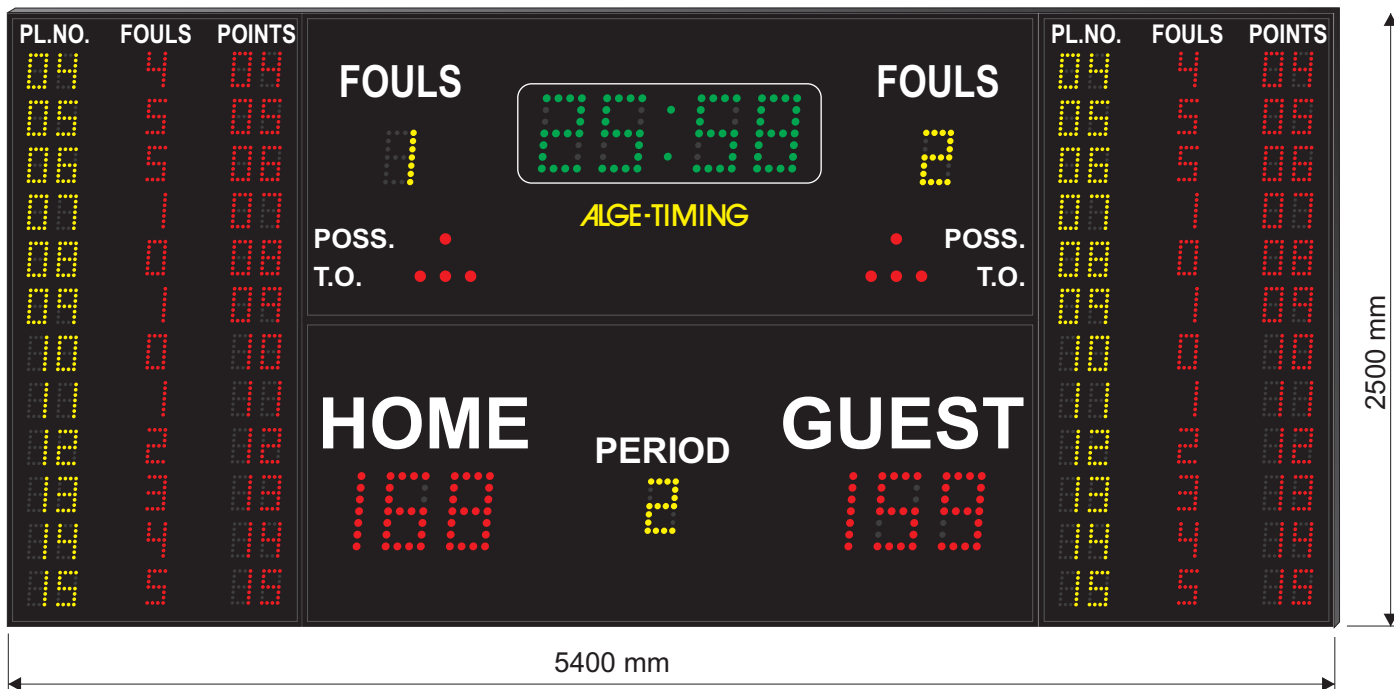 PL.NO. FOULS POINTS
04 4 04
05 5 05
06 5 06
07 1 07
08 0 08
09 1 09
10 0 10
11 1 11
12 2 12
13 3 13
14 4 14
15 5 15
FOULS
1
25:58
FOULS
2
ALGE-TIMING
POSS.
T.O.
POSS.
T.O.
HOME
168
PERIOD
2
GUEST
159
PL.NO. FOULS POINTS
04 4 04
05 5 05
06 5 06
07 1 07
08 0 08
09 1 09
10 0 10
11 1 11
12 2 12
13 3 13
14 4 14
15 5 15
2500 mm
5400 mm